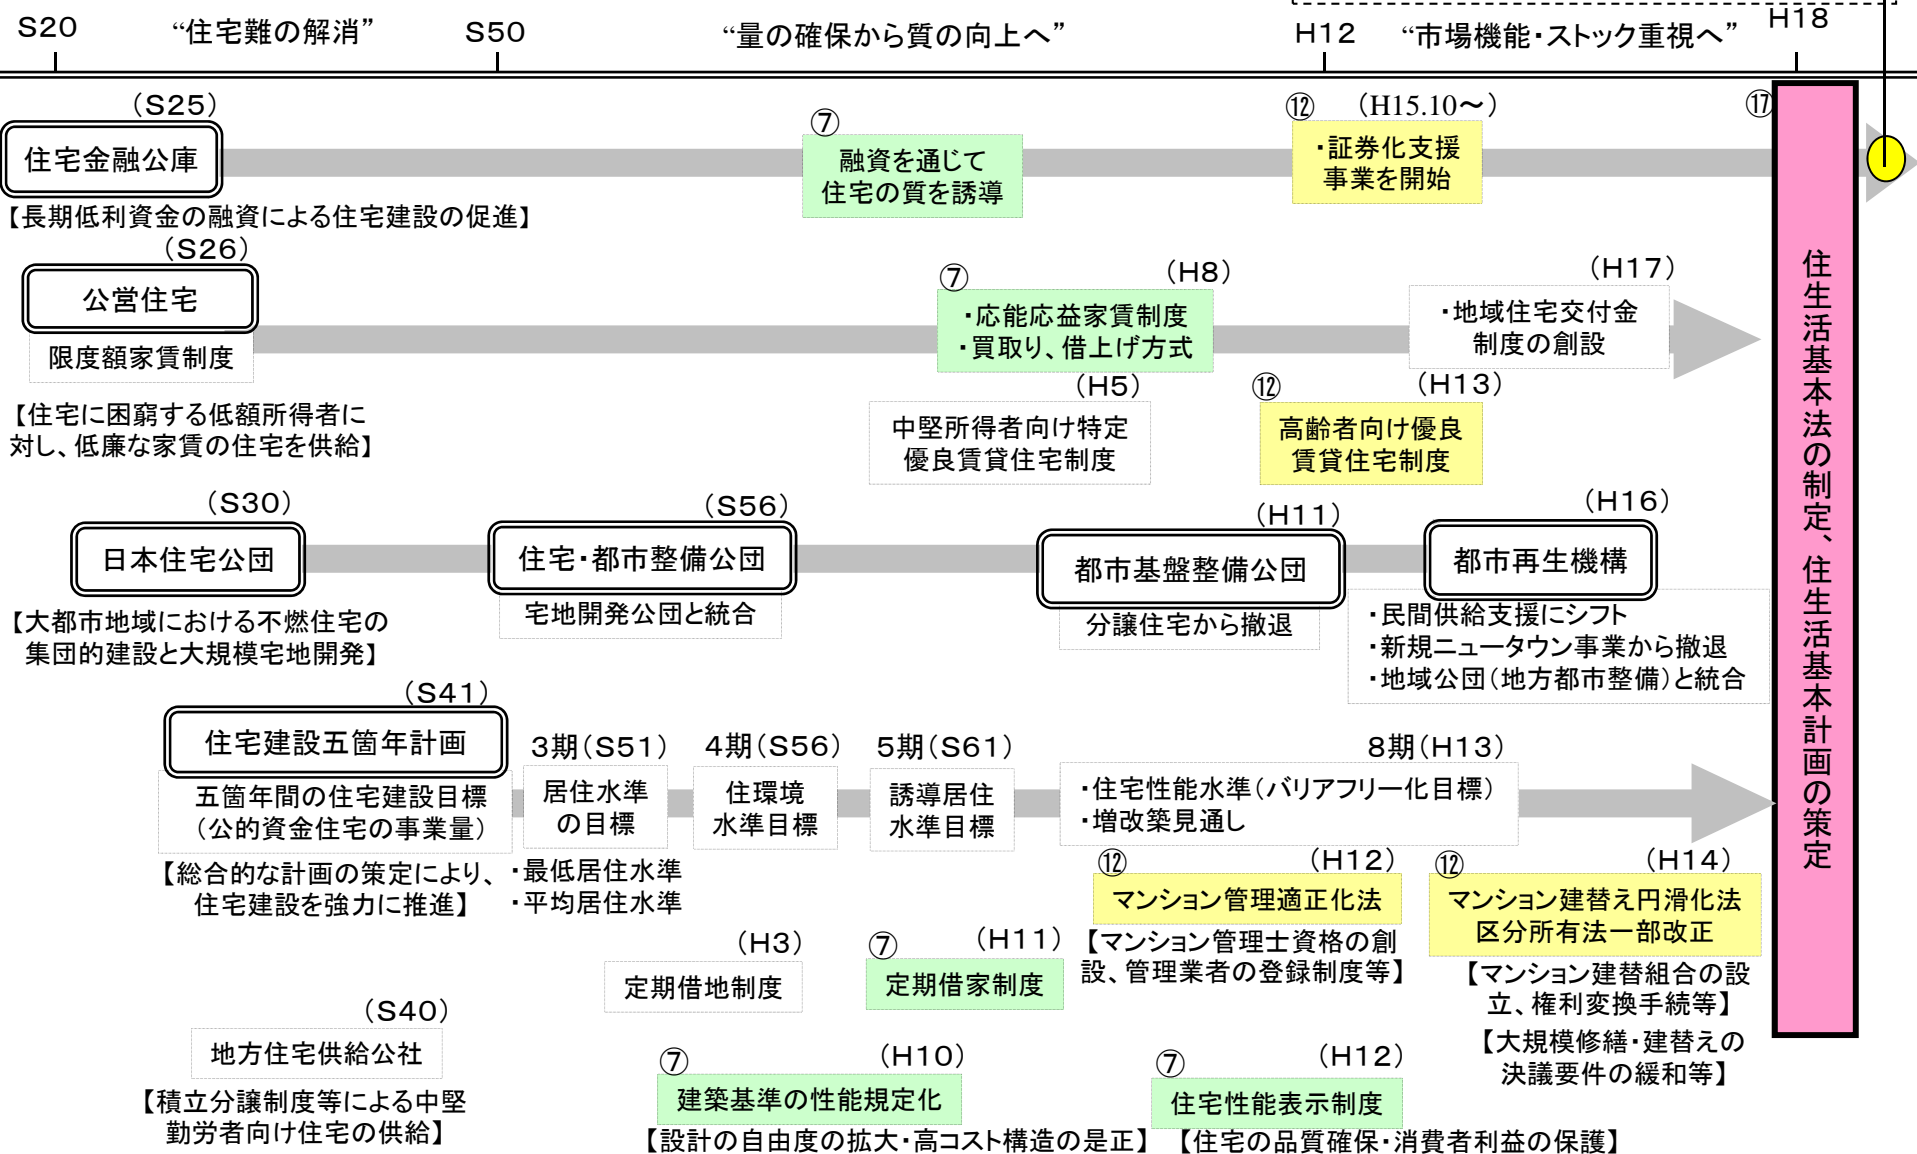 S20
“住宅難の解消”
S50
“量の確保から質の向上へ”
H12
“市場機能・ストック重視へ”
H18
（S25）
住宅金融公庫
【長期低利資金の融資による住宅建設の促進】
⑦
融資を通じて
住宅の質を誘導
⑫
（H15.10～）
・証券化支援
事業を開始
⑰
住生活基本法の制定、住生活基本計画の策定
（S26）
公営住宅
限度額家賃制度
【住宅に困窮する低額所得者に
対し、低廉な家賃の住宅を供給】
⑦
（H8）
・応能応益家賃制度
・買取り、借上げ方式
（H17）
・地域住宅交付金
制度の創設
（H5）
中堅所得者向け特定
優良賃貸住宅制度
⑫
（H13）
高齢者向け優良
賃貸住宅制度
（S30）
日本住宅公団
【大都市地域における不燃住宅の
集団的建設と大規模宅地開発】
（S56）
住宅・都市整備公団
宅地開発公団と統合
（H11）
都市基盤整備公団
分譲住宅から撤退
（H16）
都市再生機構
・民間供給支援にシフト
・新規ニュータウン事業から撤退
・地域公団（地方都市整備）と統合
（S41）
住宅建設五箇年計画
五箇年間の住宅建設目標
（公的資金住宅の事業量）
【総合的な計画の策定により、
住宅建設を強力に推進】
3期（S51）
居住水準
の目標
・最低居住水準
・平均居住水準
4期（S56）
住環境
水準目標
5期（S61）
誘導居住
水準目標
8期（H13）
・住宅性能水準（バリアフリー化目標）
・増改築見通し
⑫
（H12）
マンション管理適正化法
【マンション管理士資格の創
設、管理業者の登録制度等】
⑫
（H14）
マンション建替え円滑化法
区分所有法一部改正
【マンション建替組合の設
立、権利変換手続等】
【大規模修繕・建替えの
決議要件の緩和等】
（H3）
定期借地制度
⑦
（H11）
定期借家制度
（S40）
地方住宅供給公社
【積立分譲制度等による中堅
勤労者向け住宅の供給】
⑦
（H10）
建築基準の性能規定化
【設計の自由度の拡大・高コスト構造の是正】
⑦
（H12）
住宅性能表示制度
【住宅の品質確保・消費者利益の保護】